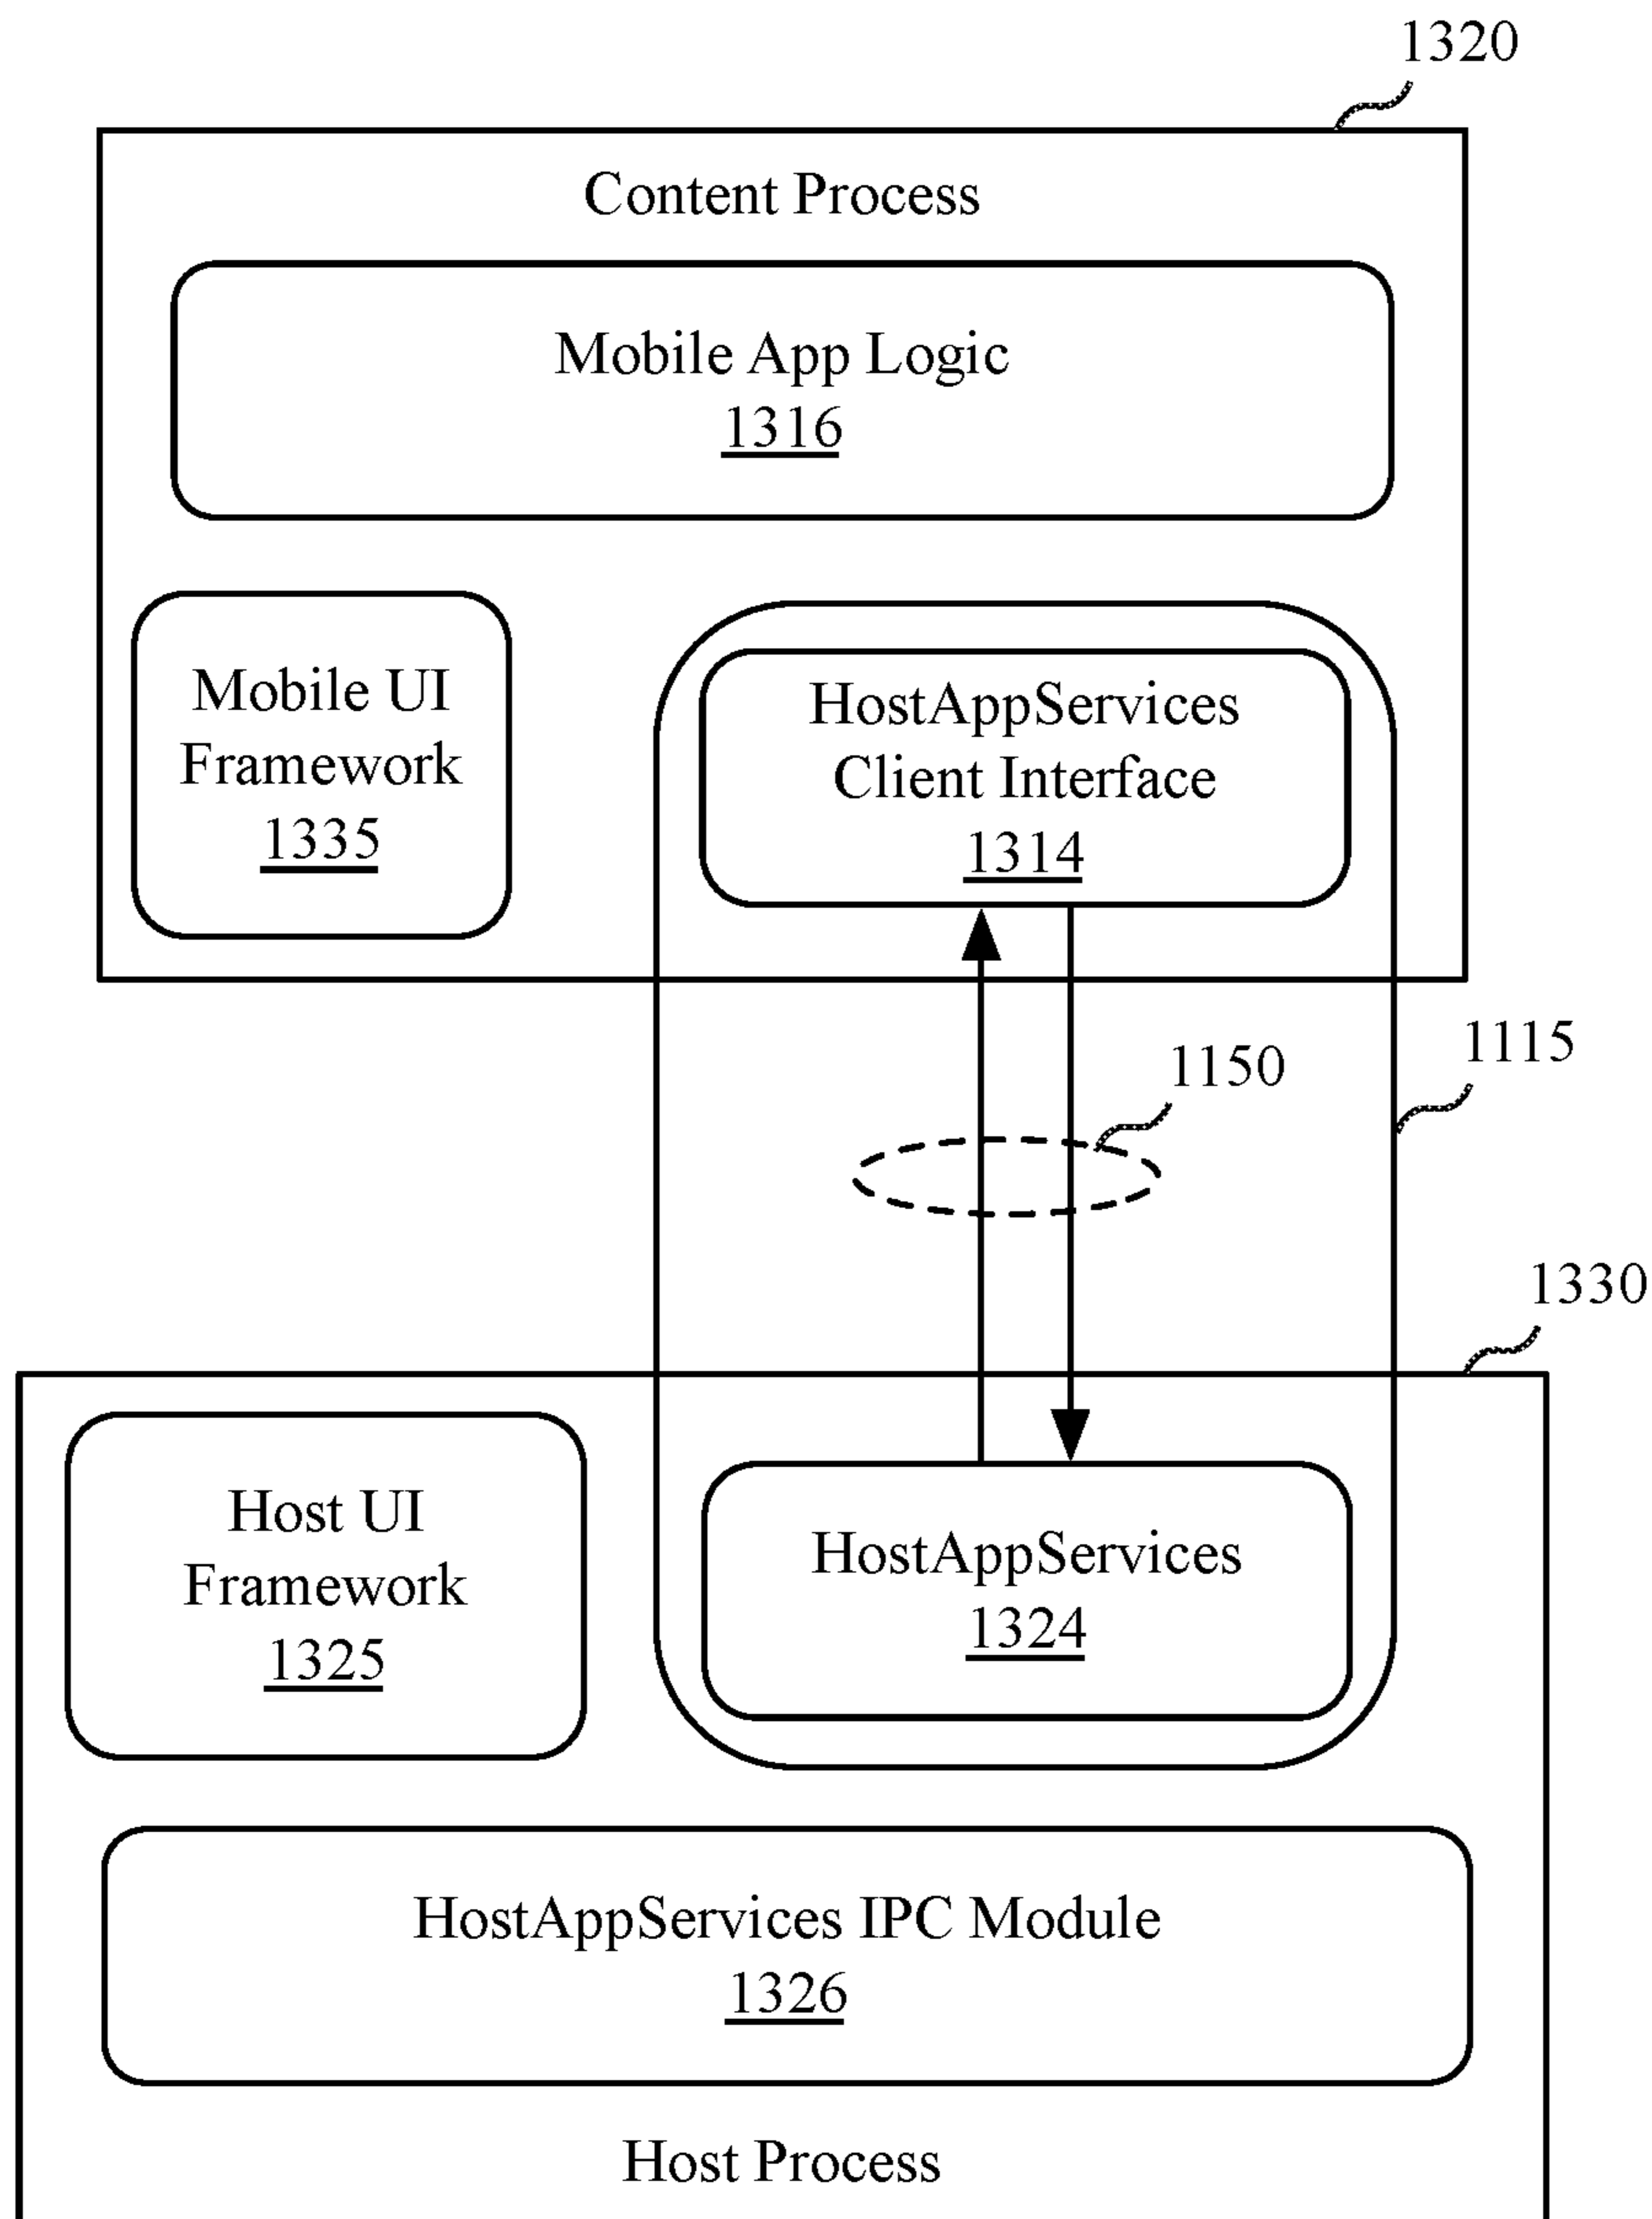 1320
Content Process
Mobile App Logic
1316
Mobile UI
Framework
1335
HostAppServices
Client Interface
1314
1150
1115
1330
Host UI
Framework
1325
HostAppServices
1324
HostAppServices IPC Module
1326
Host Process